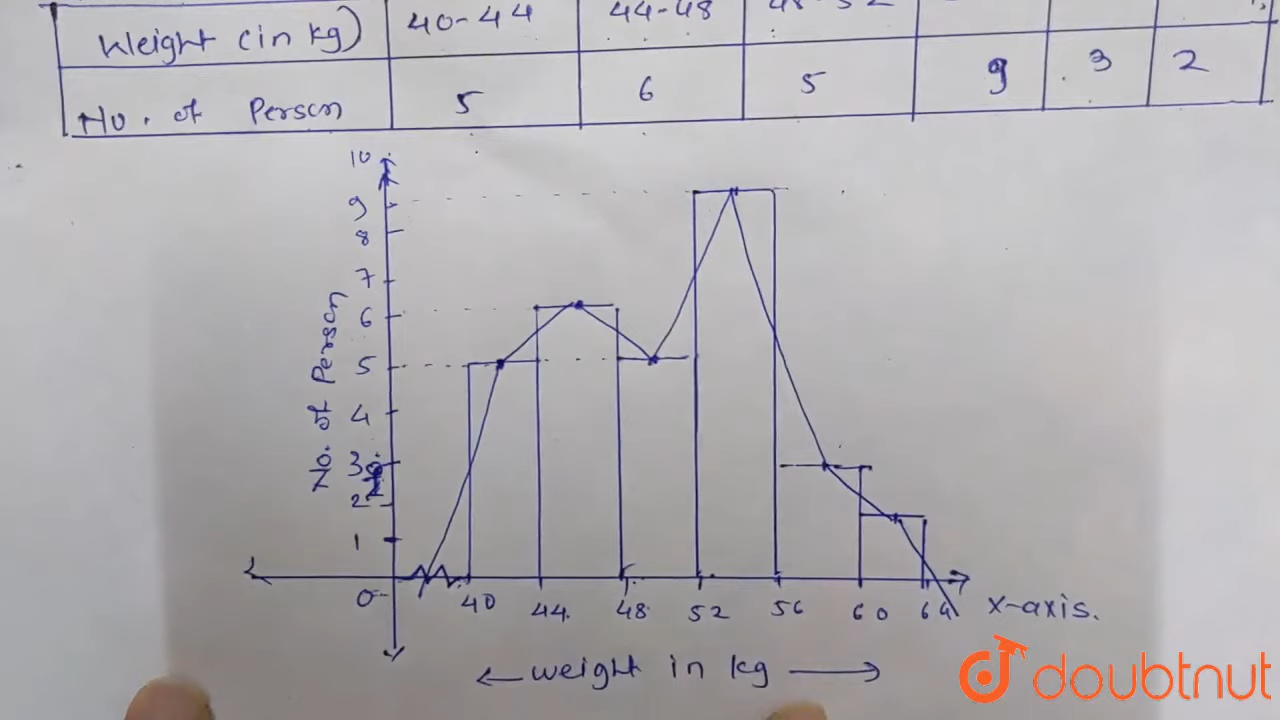 Weight (in kg) 40-44 44-48 48-52
No. of Person 5 6 5 9 3 2
10
9
8
7
6
5
4
3
2
1
0
No. of Person
40 44 48 52 56 60 64 x-axis.
weight in kg
doubtnut